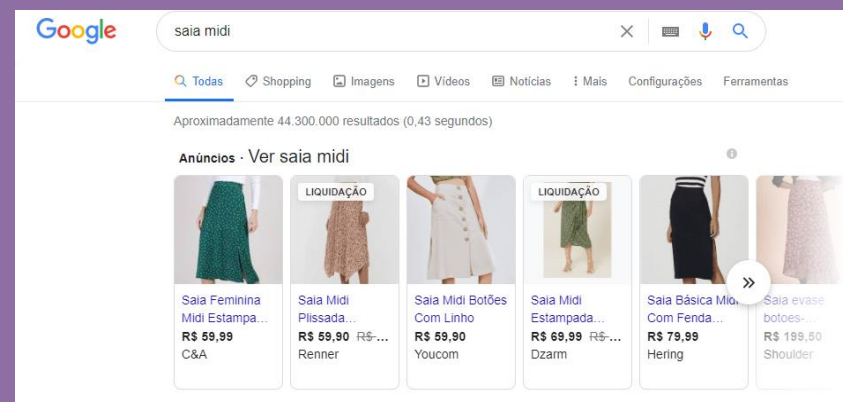 Google
saia midi
Todas Shopping Imagens Vídeos Notícias Mais Configurações Ferramentas
Aproximadamente 44.300.000 resultados (0,43 segundos)
Anúncios · Ver saia midi
LIQUIDAÇÃO
LIQUIDAÇÃO
Saia Feminina
Midi Estampa...
R$ 59,99
C&A
Saia Midi
Plissada...
R$ 59,90 R$ ...
Renner
Saia Midi Botões
Com Linho
R$ 59,90
Youcom
Saia Midi
Estampada...
R$ 69,99 R$ ...
Dzarm
Saia Básica Midi
Com Fenda...
R$ 79,99
Hering
Saia evasê
botoes-...
R$ 199,50
Shoulder